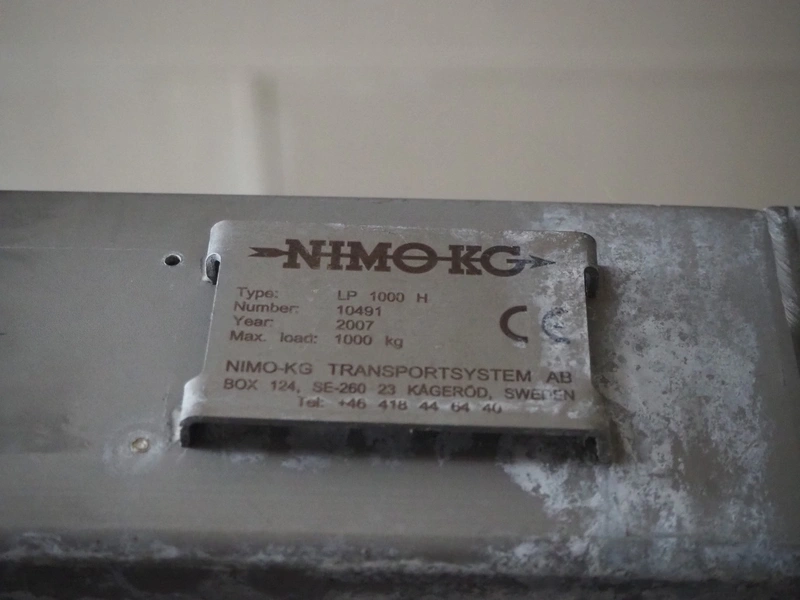 NIMO-KG
Type: LP 1000 H
Number: 10491
Year: 2007
Max. load: 1000 kg
CE
NIMO-KG TRANSPORTSYSTEM AB
BOX 124, SE-260 23 KÅGERÖD, SWEDEN
Tel: +46 418 44 64 40